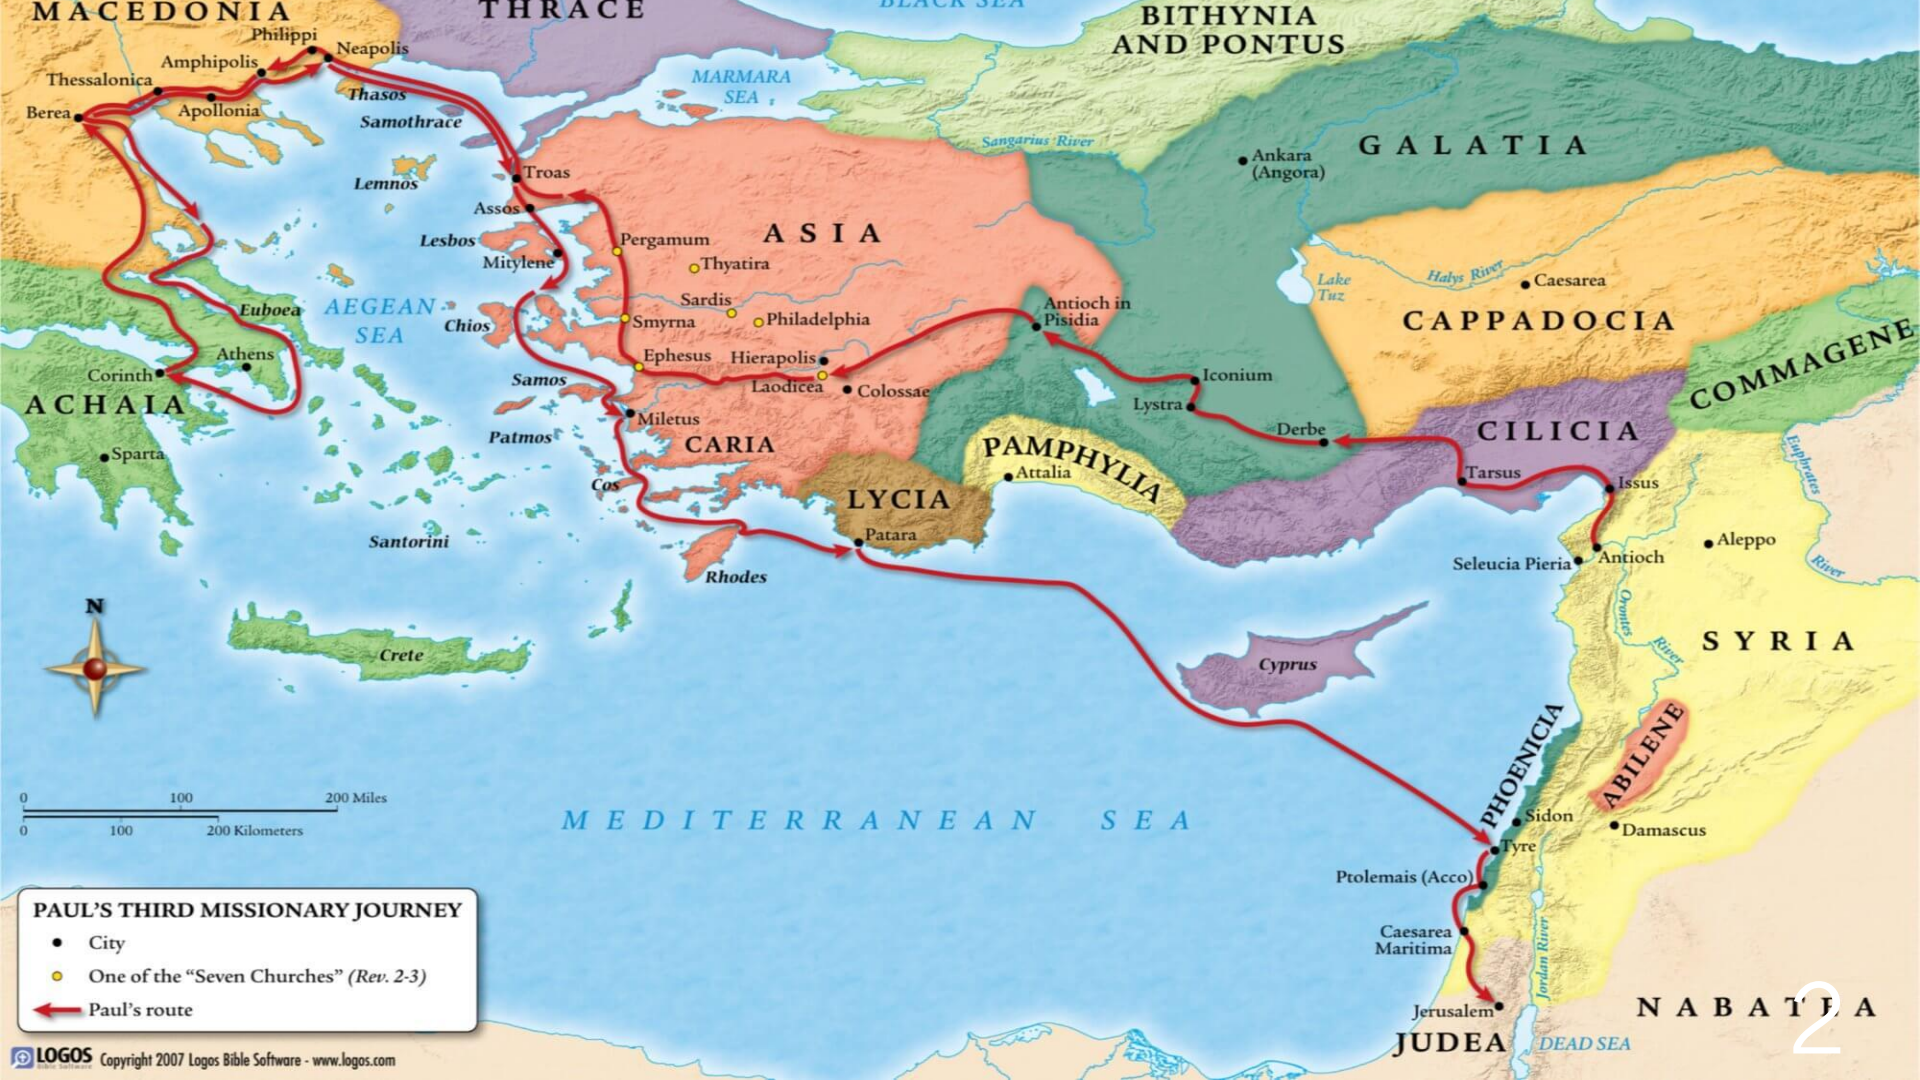 MACEDONIA
THRACE
BLACK SEA
BITHYNIA
AND PONTUS
Philippi
Neapolis
Amphipolis
Thessalonica
Apollonia
Berea
Thasos
Samothrace
MARMARA
SEA
Sangarius River
GALATIA
Ankara
(Angora)
Lemnos
Troas
Assos
Lesbos
Mitylene
Pergamum
ASIA
Thyatira
Sardis
Smyrna
Philadelphia
AEGEAN
SEA
Euboea
Chios
Athens
Corinth
ACHAIA
Sparta
Ephesus
Hierapolis
Laodicea
Colossae
Samos
Miletus
Patmos
CARIA
Cos
Antioch in
Pisidia
Lake
Tuz
Halys River
Caesarea
CAPPADOCIA
COMMAGENE
Iconium
Lystra
Derbe
CILICIA
Tarsus
Issus
Euphrates
River
PAMPHYLIA
Attalia
LYCIA
Patara
Rhodes
Santorini
Seleucia Pieria
Antioch
Aleppo
Orontes
River
SYRIA
N
Crete
Cyprus
PHOENICIA
ABILENE
0 100 200 Miles
0 100 200 Kilometers
MEDITERRANEAN SEA
Sidon
Damascus
Tyre
Ptolemais (Acco)
Caesarea
Maritima
Jordan River
Jerusalem
JUDEA
DEAD SEA
NABATEA
2
PAUL'S THIRD MISSIONARY JOURNEY
City
One of the “Seven Churches” (Rev. 2-3)
Paul's route
LOGOS
Bible Software
Copyright 2007 Logos Bible Software - www.logos.com